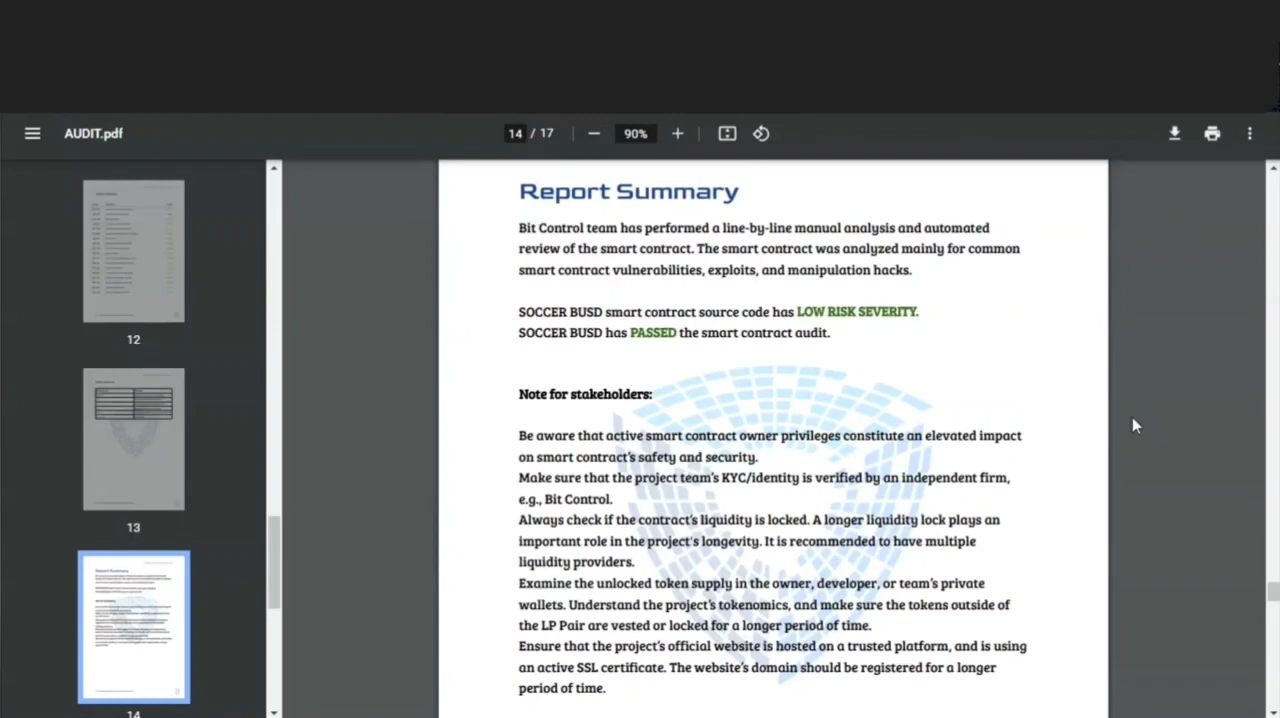 AUDIT.pdf
14 / 17
90%
Report Summary
Bit Control team has performed a line-by-line manual analysis and automated
review of the smart contract. The smart contract was analyzed mainly for common
smart contract vulnerabilities, exploits, and manipulation hacks.
SOCCER BUSD smart contract source code has LOW RISK SEVERITY.
SOCCER BUSD has PASSED the smart contract audit.
Note for stakeholders:
Be aware that active smart contract owner privileges constitute an elevated impact
on smart contract's safety and security.
Make sure that the project team's KYC/identity is verified by an independent firm,
e.g., Bit Control.
Always check if the contract's liquidity is locked. A longer liquidity lock plays an
important role in the project's longevity. It is recommended to have multiple
liquidity providers.
Examine the unlocked token supply in the owner, developer, or team's private
wallets. Understand the project's tokenomics, and make sure the tokens outside of
the LP Pair are vested or locked for a longer period of time.
Ensure that the project's official website is hosted on a trusted platform, and is using
an active SSL certificate. The website's domain should be registered for a longer
period of time.
12
13
Report Summary
14